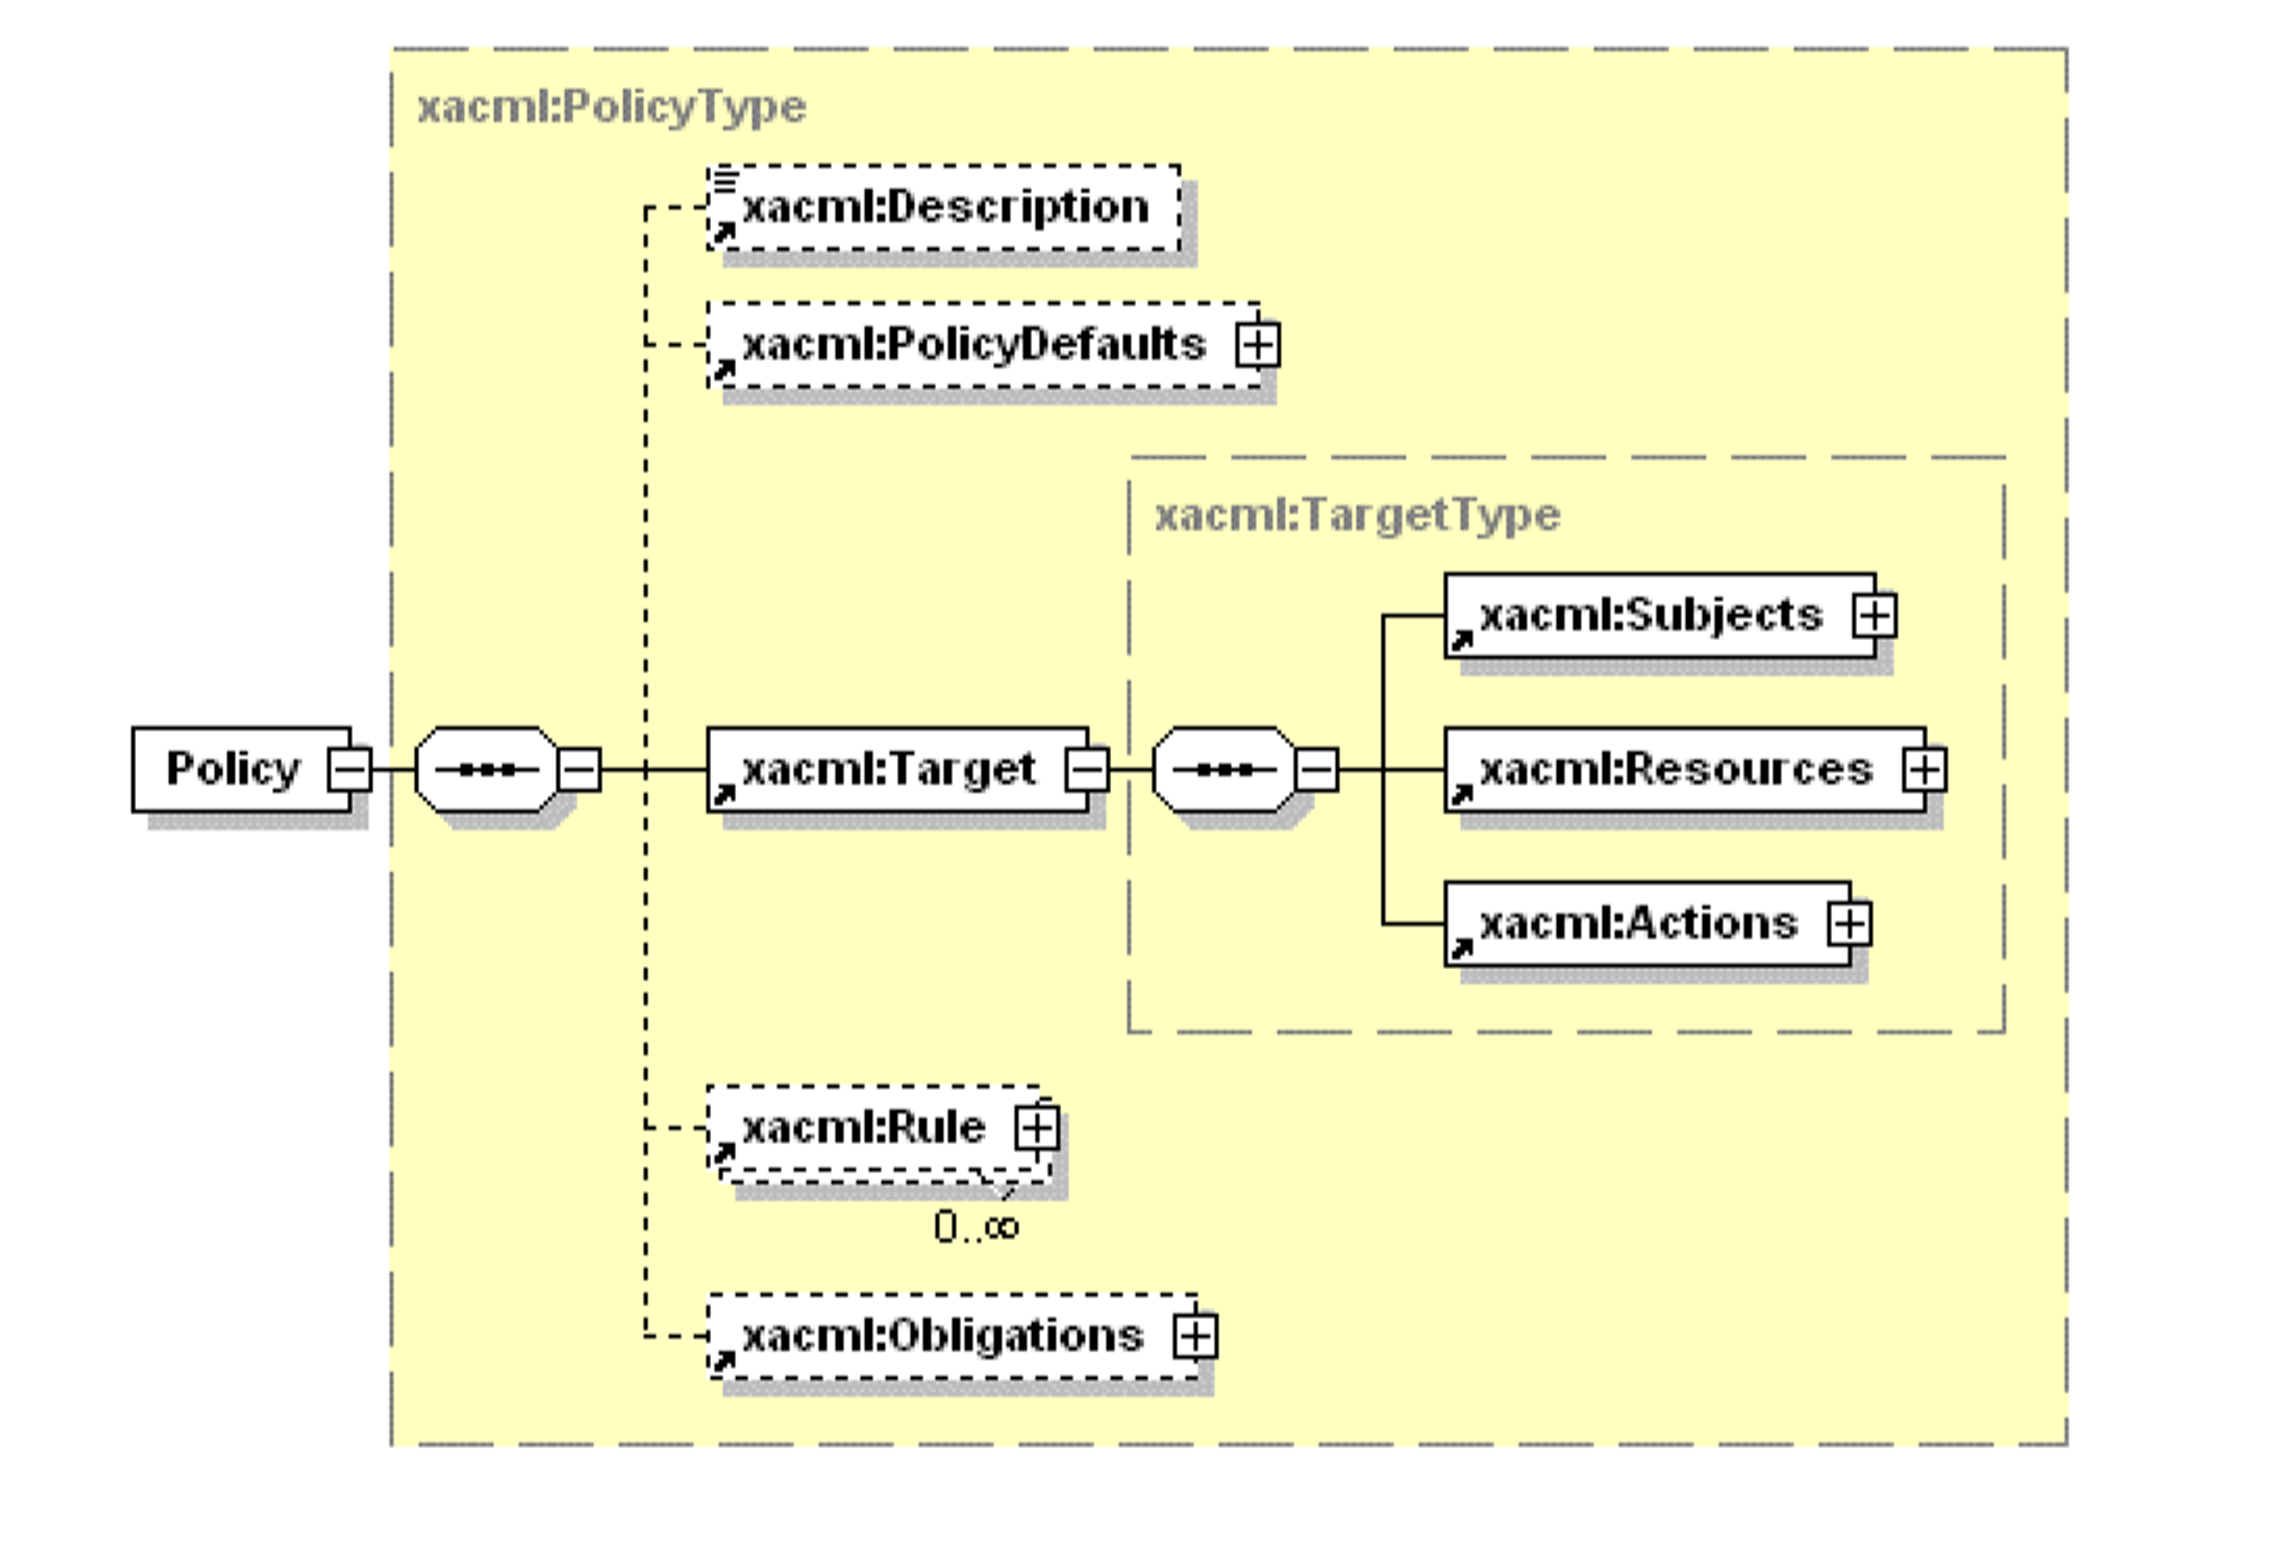 xacml:PolicyType
xacml:Description
xacml:PolicyDefaults
xacml:TargetType
xacml:Subjects
Policy
xacml:Target
xacml:Resources
xacml:Actions
xacml:Rule
0..∞
xacml:Obligations